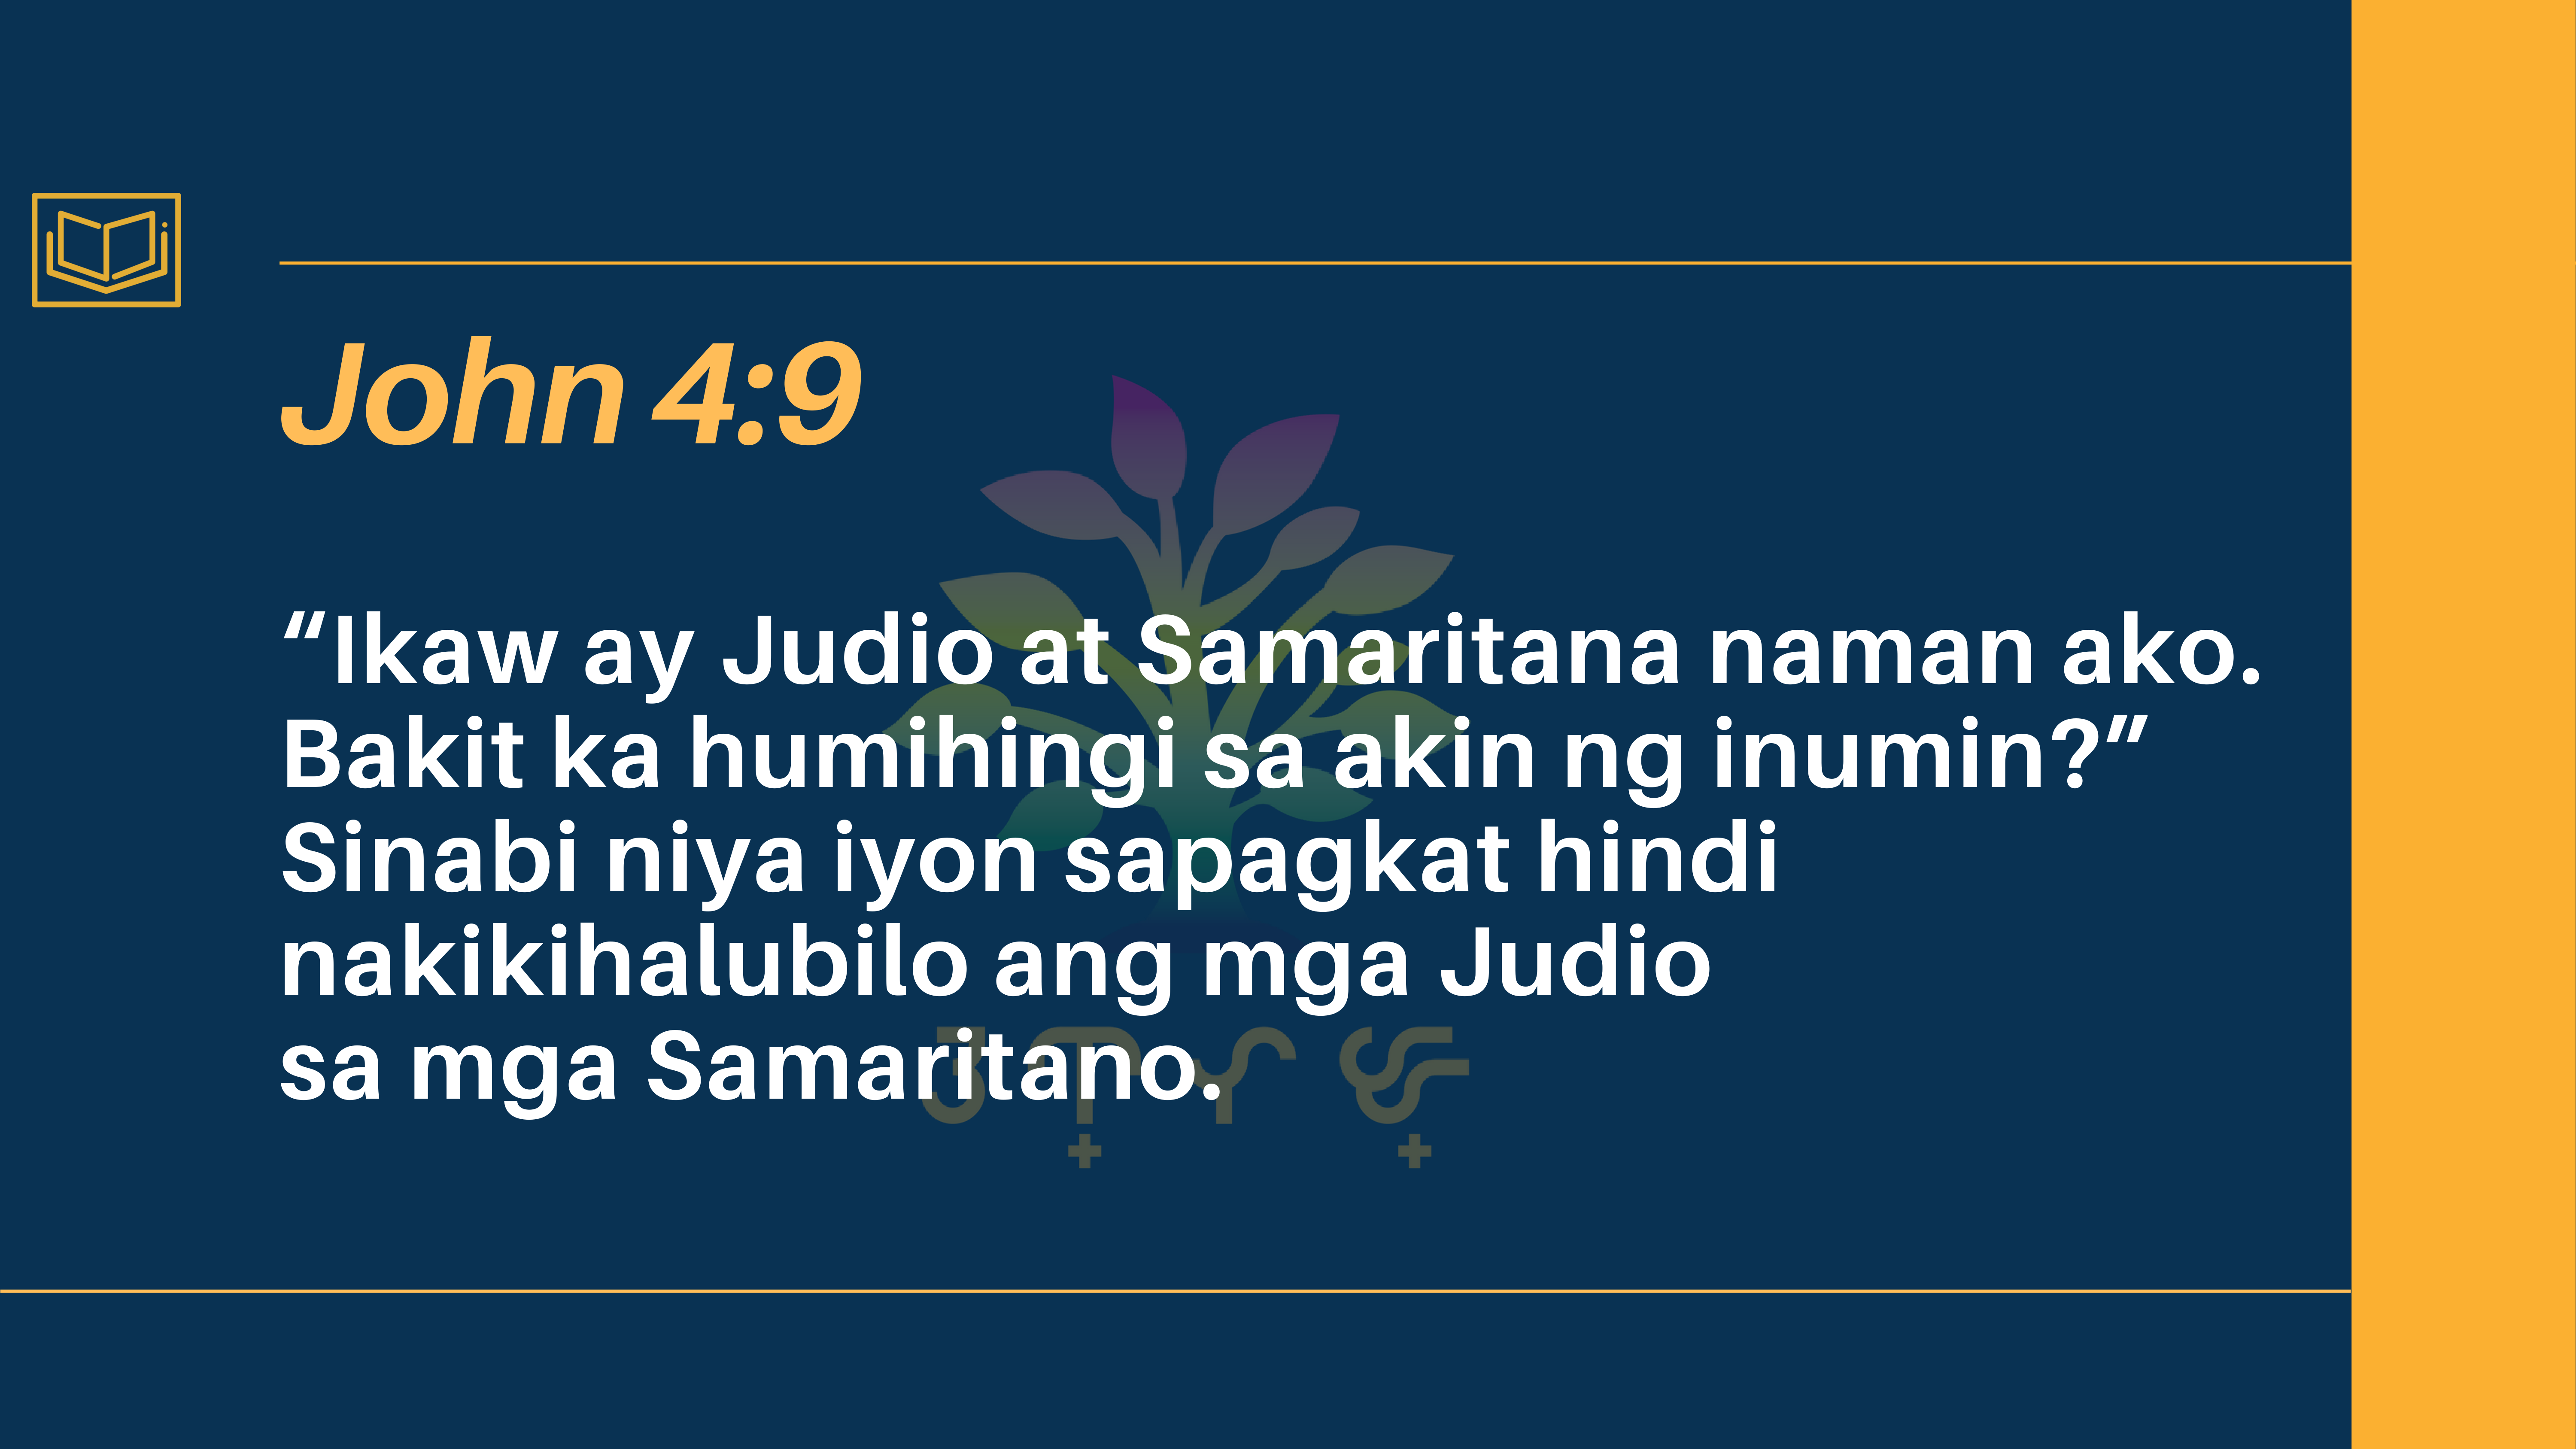 John 4:9
“Ikaw ay Judio at Samaritana naman ako.
Bakit ka humihingi sa akin ng inumin?”
Sinabi niya iyon sapagkat hindi
nakikihalubilo ang mga Judio
sa mga Samaritano.